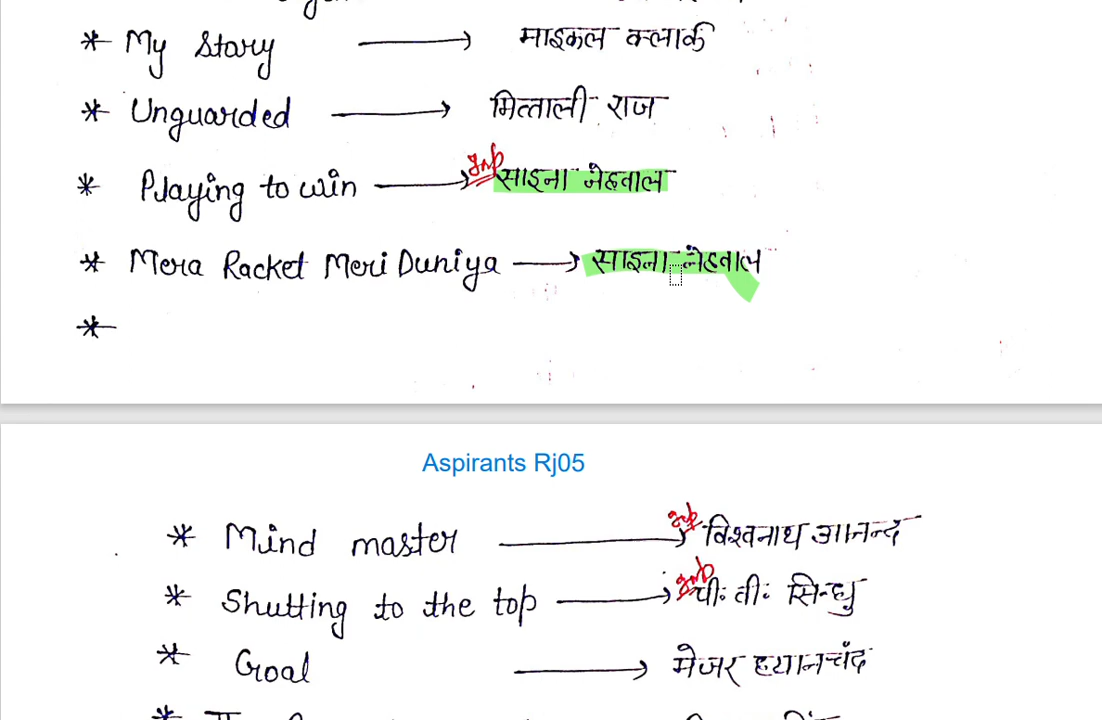 * My Story → माइकल क्लार्क
* Unguarded → मित्ताली राज
* Playing to win → Imp साइना नेहवाल
* Mera Racket Meri Duniya → साइना नेहवाल
*
Aspirants Rj05
* Mind master → Imp विश्वनाथ आनन्द
* Shutting to the top → Imp पी. वी. सिन्धु
* Goal → मेजर ध्यानचंद